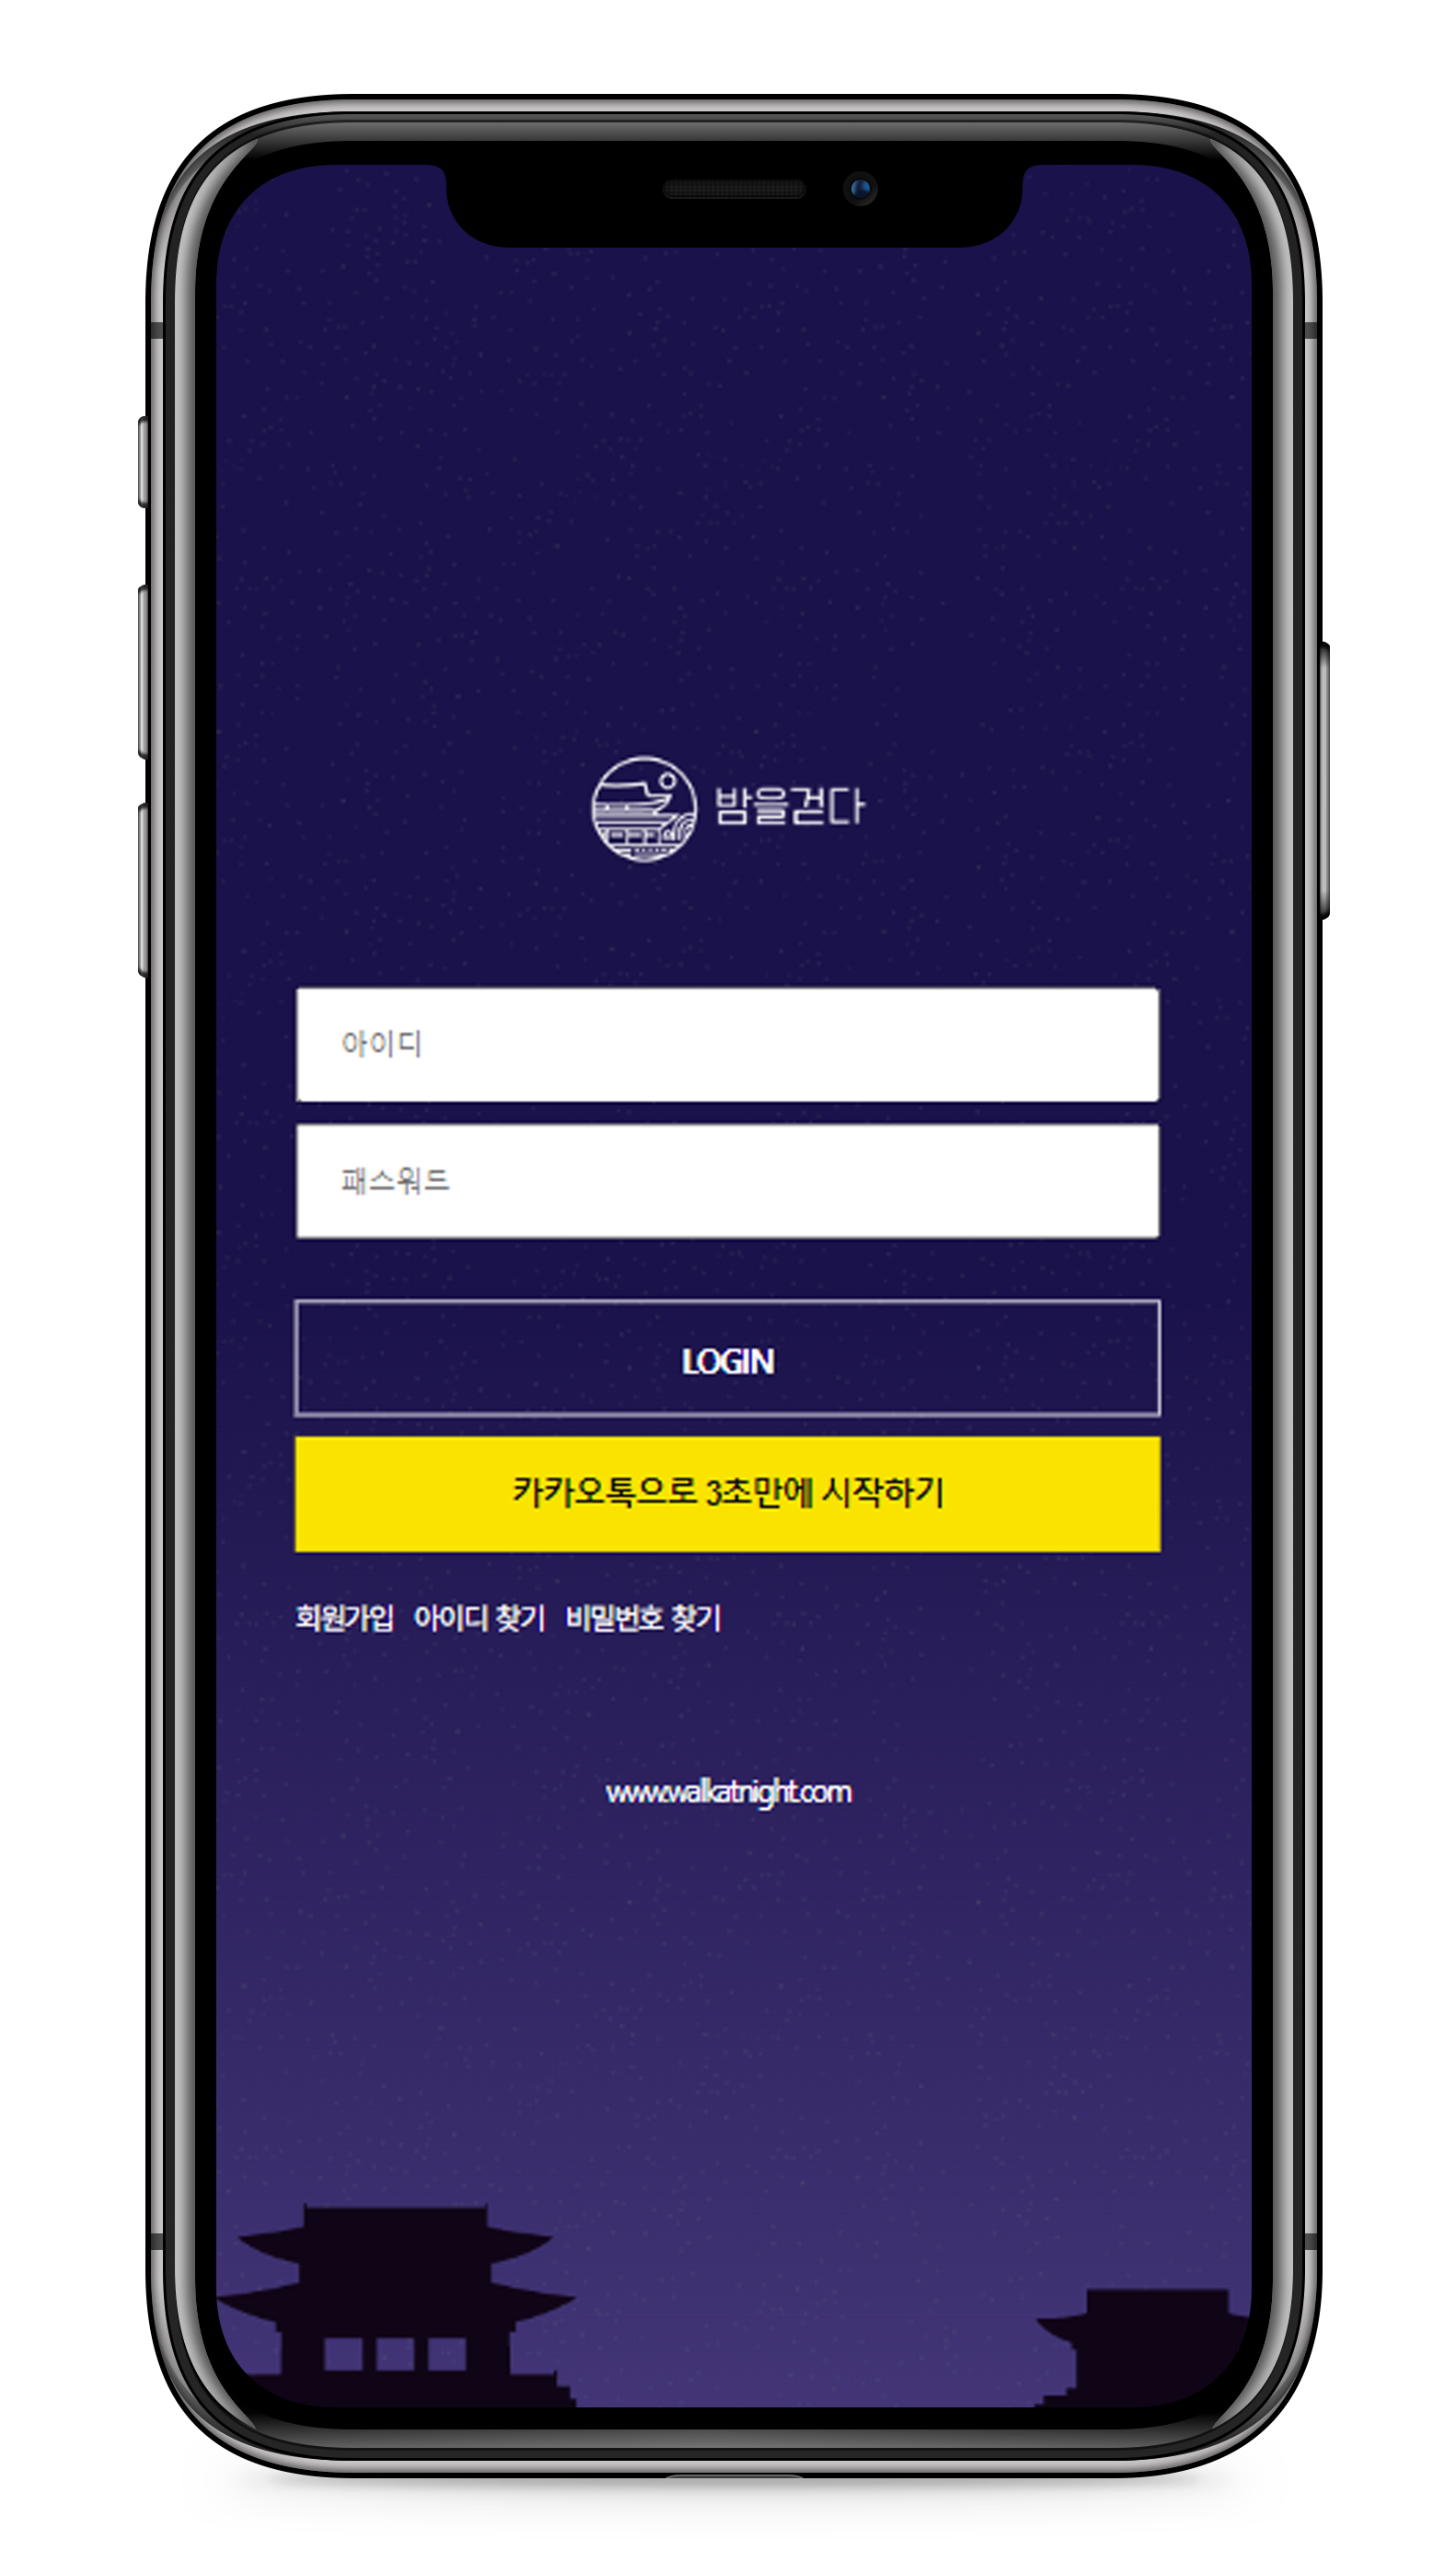 밤을걷다
아이디
패스워드
LOGIN
카카오톡으로 3초만에 시작하기
회원가입 아이디 찾기 비밀번호 찾기
www.walkatnight.com